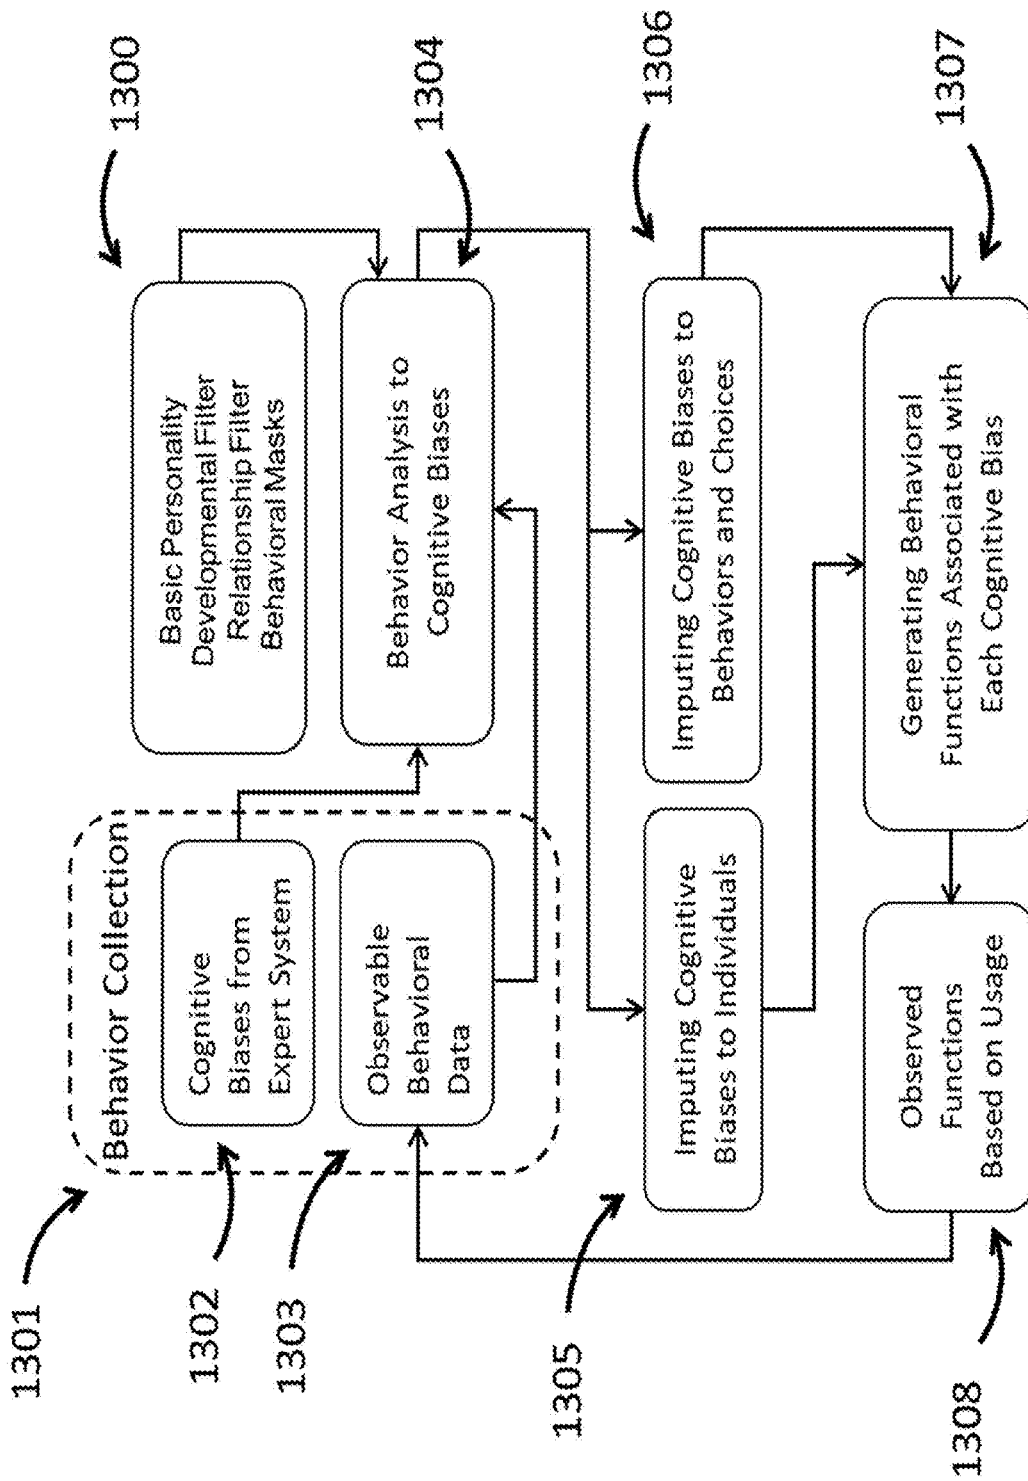 1301
Behavior Collection
1302
Cognitive
Biases from
Expert System
1303
Observable
Behavioral
Data
1300
Basic Personality
Developmental Filter
Relationship Filter
Behavioral Masks
1304
Behavior Analysis to
Cognitive Biases
1305
Imputing Cognitive
Biases to Individuals
1306
Imputing Cognitive Biases to
Behaviors and Choices
1308
Observed
Functions
Based on Usage
1307
Generating Behavioral
Functions Associated with
Each Cognitive Bias